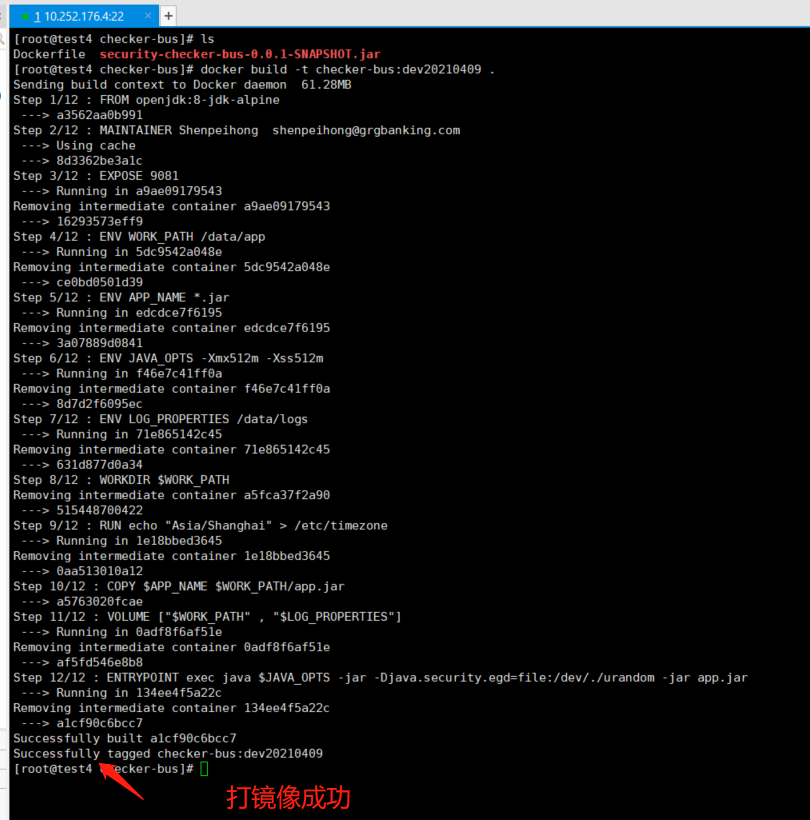 1 10.252.176.4:22 × +
[root@test4 checker-bus]# ls
Dockerfile  security-checker-bus-0.0.1-SNAPSHOT.jar
[root@test4 checker-bus]# docker build -t checker-bus:dev20210409 .
Sending build context to Docker daemon  61.28MB
Step 1/12 : FROM openjdk:8-jdk-alpine
 ---> a3562aa0b991
Step 2/12 : MAINTAINER Shenpeihong  shenpeihong@grgbanking.com
 ---> Using cache
 ---> 8d3362be3a1c
Step 3/12 : EXPOSE 9081
 ---> Running in a9ae09179543
Removing intermediate container a9ae09179543
 ---> 16293573eff9
Step 4/12 : ENV WORK_PATH /data/app
 ---> Running in 5dc9542a048e
Removing intermediate container 5dc9542a048e
 ---> ce0bd0501d39
Step 5/12 : ENV APP_NAME *.jar
 ---> Running in edcdce7f6195
Removing intermediate container edcdce7f6195
 ---> 3a07889d0841
Step 6/12 : ENV JAVA_OPTS -Xmx512m -Xss512m
 ---> Running in f46e7c41ff0a
Removing intermediate container f46e7c41ff0a
 ---> 8d7d2f6095ec
Step 7/12 : ENV LOG_PROPERTIES /data/logs
 ---> Running in 71e865142c45
Removing intermediate container 71e865142c45
 ---> 631d877d0a34
Step 8/12 : WORKDIR $WORK_PATH
Removing intermediate container a5fca37f2a90
 ---> 515448700422
Step 9/12 : RUN echo "Asia/Shanghai" > /etc/timezone
 ---> Running in 1e18bbed3645
Removing intermediate container 1e18bbed3645
 ---> 0aa513010a12
Step 10/12 : COPY $APP_NAME $WORK_PATH/app.jar
 ---> a5763020fcae
Step 11/12 : VOLUME ["$WORK_PATH" , "$LOG_PROPERTIES"]
 ---> Running in 0adf8f6af51e
Removing intermediate container 0adf8f6af51e
 ---> af5fd546e8b8
Step 12/12 : ENTRYPOINT exec java $JAVA_OPTS -jar -Djava.security.egd=file:/dev/./urandom -jar app.jar
 ---> Running in 134ee4f5a22c
Removing intermediate container 134ee4f5a22c
 ---> a1cf90c6bcc7
Successfully built a1cf90c6bcc7
Successfully tagged checker-bus:dev20210409
[root@test4 checker-bus]#
打镜像成功